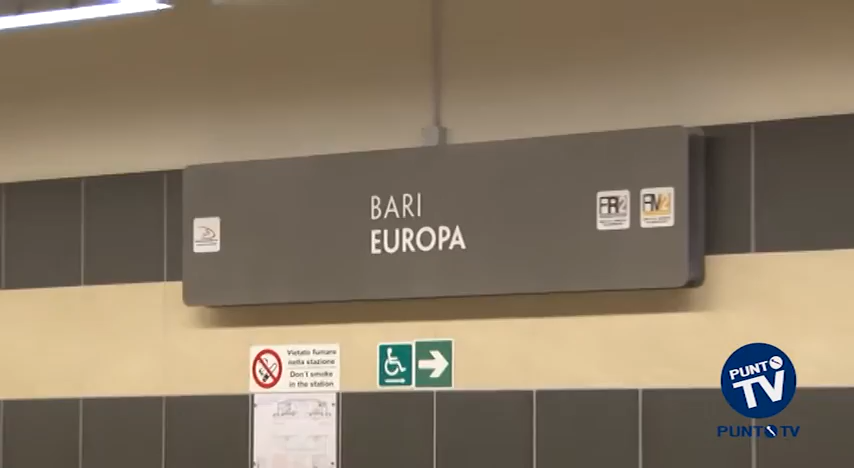 BARI
EUROPA
FR2
FM2
Vietato fumare
nella stazione
Don't smoke
in the station
PUNTO
TV
PUNTO TV